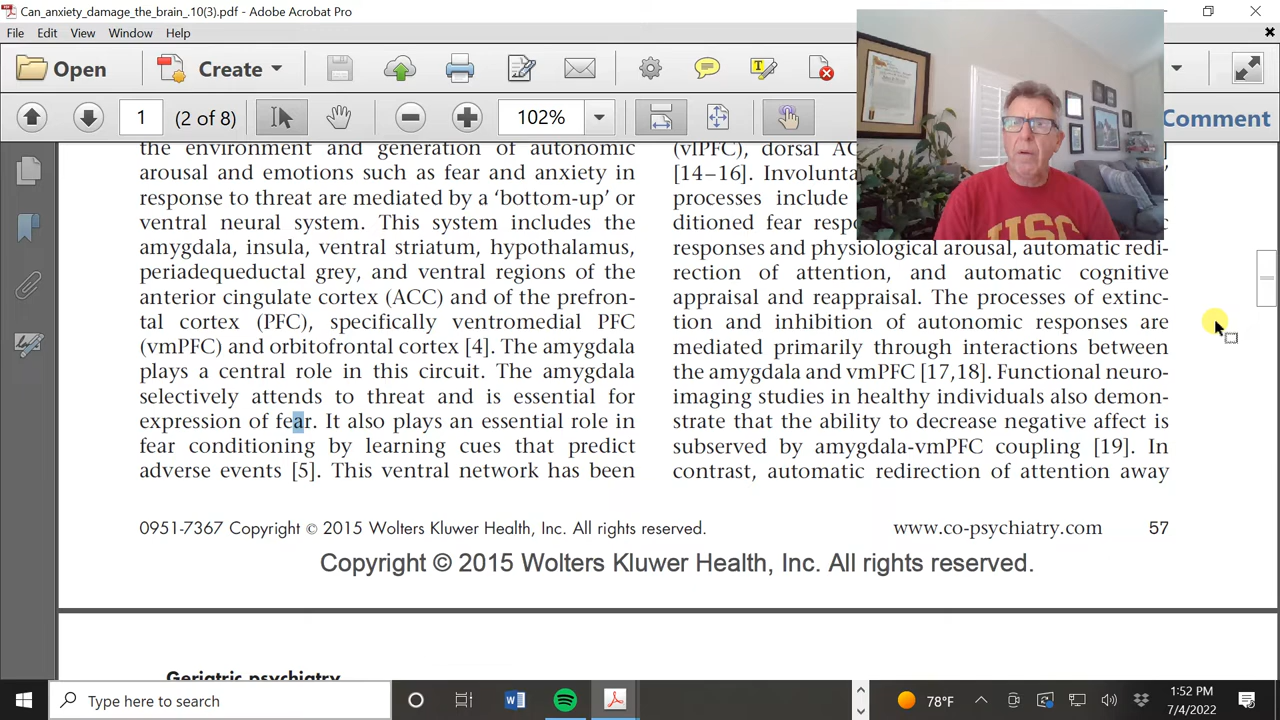 Can_anxiety_damage_the_brain_.10(3).pdf - Adobe Acrobat Pro
File Edit View Window Help
Open
Create
1
(2 of 8)
102%
Comment
the environment and generation of autonomic
arousal and emotions such as fear and anxiety in
response to threat are mediated by a ‘bottom-up’ or
ventral neural system. This system includes the
amygdala, insula, ventral striatum, hypothalamus,
periadequeductal grey, and ventral regions of the
anterior cingulate cortex (ACC) and of the prefron-
tal cortex (PFC), specifically ventromedial PFC
(vmPFC) and orbitofrontal cortex [4]. The amygdala
plays a central role in this circuit. The amygdala
selectively attends to threat and is essential for
expression of fear. It also plays an essential role in
fear conditioning by learning cues that predict
adverse events [5]. This ventral network has been
(vlPFC), dorsal AC
[14–16]. Involunta
processes include
ditioned fear resp
responses and physiological arousal, automatic redi-
rection of attention, and automatic cognitive
appraisal and reappraisal. The processes of extinc-
tion and inhibition of autonomic responses are
mediated primarily through interactions between
the amygdala and vmPFC [17,18]. Functional neuro-
imaging studies in healthy individuals also demon-
strate that the ability to decrease negative affect is
subserved by amygdala-vmPFC coupling [19]. In
contrast, automatic redirection of attention away
0951-7367 Copyright © 2015 Wolters Kluwer Health, Inc. All rights reserved.
www.co-psychiatry.com 57
Copyright © 2015 Wolters Kluwer Health, Inc. All rights reserved.
Geriatric psychiatry
USC
Type here to search
78°F
1:52 PM
7/4/2022